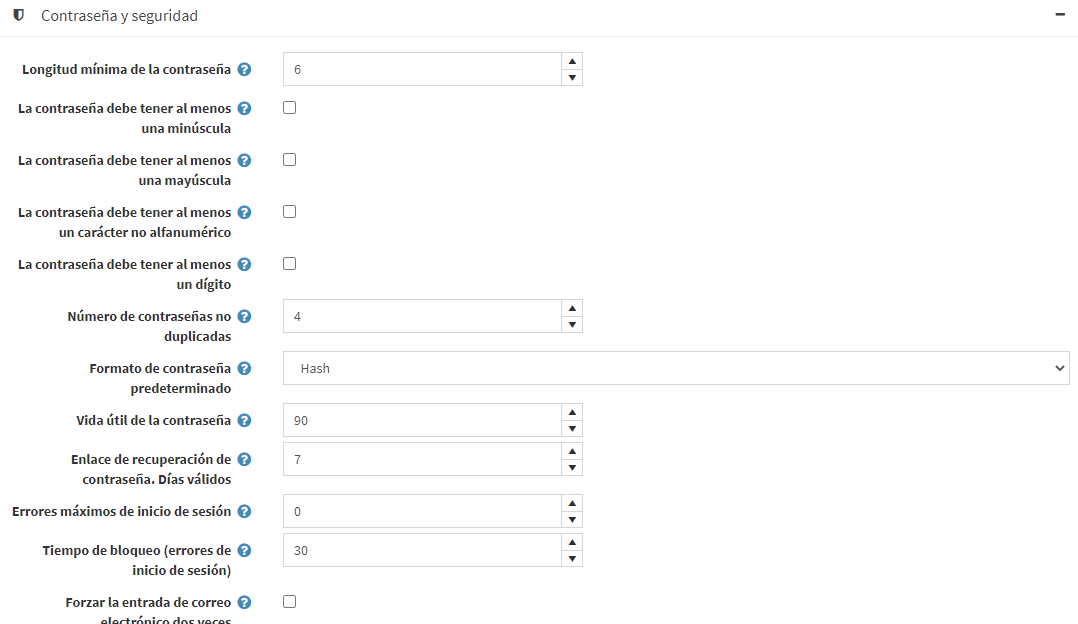 Contraseña y seguridad
Longitud mínima de la contraseña
6
La contraseña debe tener al menos
una minúscula
La contraseña debe tener al menos
una mayúscula
La contraseña debe tener al menos
un carácter no alfanumérico
La contraseña debe tener al menos
un dígito
Número de contraseñas no
duplicadas
4
Formato de contraseña
predeterminado
Hash
Vida útil de la contraseña
90
Enlace de recuperación de
contraseña. Días válidos
7
Errores máximos de inicio de sesión
0
Tiempo de bloqueo (errores de
inicio de sesión)
30
Forzar la entrada de correo
electrónico dos veces